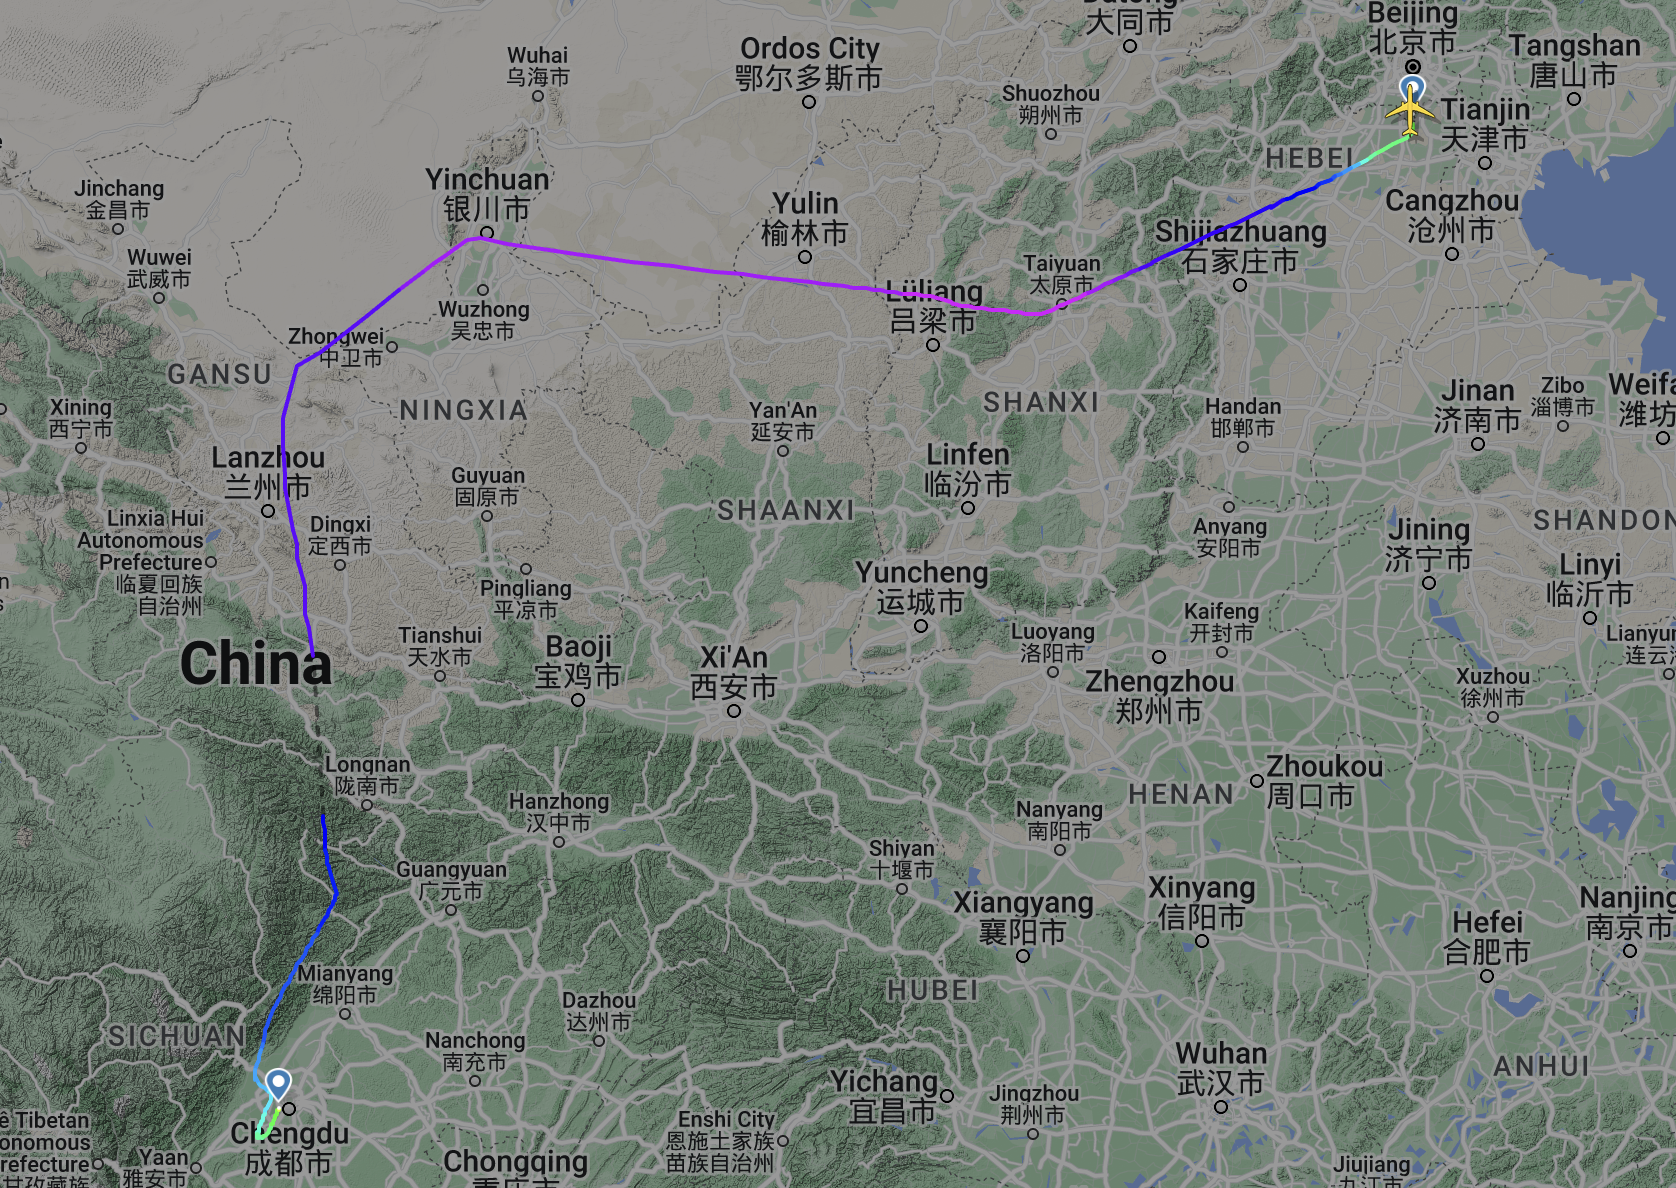 大同市
Beijing
北京市
Tangshan
唐山市
Wuhai
乌海市
Ordos City
鄂尔多斯市
Shuozhou
朔州市
Tianjin
天津市
HEBEI
Jinchang
金昌市
Yinchuan
银川市
Yulin
榆林市
Cangzhou
沧州市
Shijiazhuang
石家庄市
Wuwei
武威市
Taiyuan
太原市
Lüliang
吕梁市
Wuzhong
吴忠市
Zhongwei
中卫市
GANSU
NINGXIA
Xining
西宁市
Yan'An
延安市
SHANXI
Handan
邯郸市
Jinan
济南市
Zibo
淄博市
Weifa
潍坊
Lanzhou
兰州市
Guyuan
固原市
Linfen
临汾市
SHAANXI
Linxia Hui
Autonomous
Prefecture
临夏回族
自治州
Dingxi
定西市
Anyang
安阳市
Jining
济宁市
SHANDON
Pingliang
平凉市
Yuncheng
运城市
Linyi
临沂市
Kaifeng
开封市
China
Tianshui
天水市
Baoji
宝鸡市
Xi'An
西安市
Luoyang
洛阳市
Lianyun
连云
Zhengzhou
郑州市
Xuzhou
徐州市
Longnan
陇南市
Hanzhong
汉中市
Nanyang
南阳市
HENAN
Zhoukou
周口市
Guangyuan
广元市
Shiyan
十堰市
Xiangyang
襄阳市
Xinyang
信阳市
Hefei
合肥市
Nanjing
南京市
Mianyang
绵阳市
Dazhou
达州市
HUBEI
SICHUAN
Nanchong
南充市
Wuhan
武汉市
ANHUI
Yichang
宜昌市
Jingzhou
荆州市
Chengdu
成都市
Enshi City
恩施土家族
苗族自治州
ê Tibetan
onomous
refecture
Yaan
雅安市
Chongqing
Jiujiang